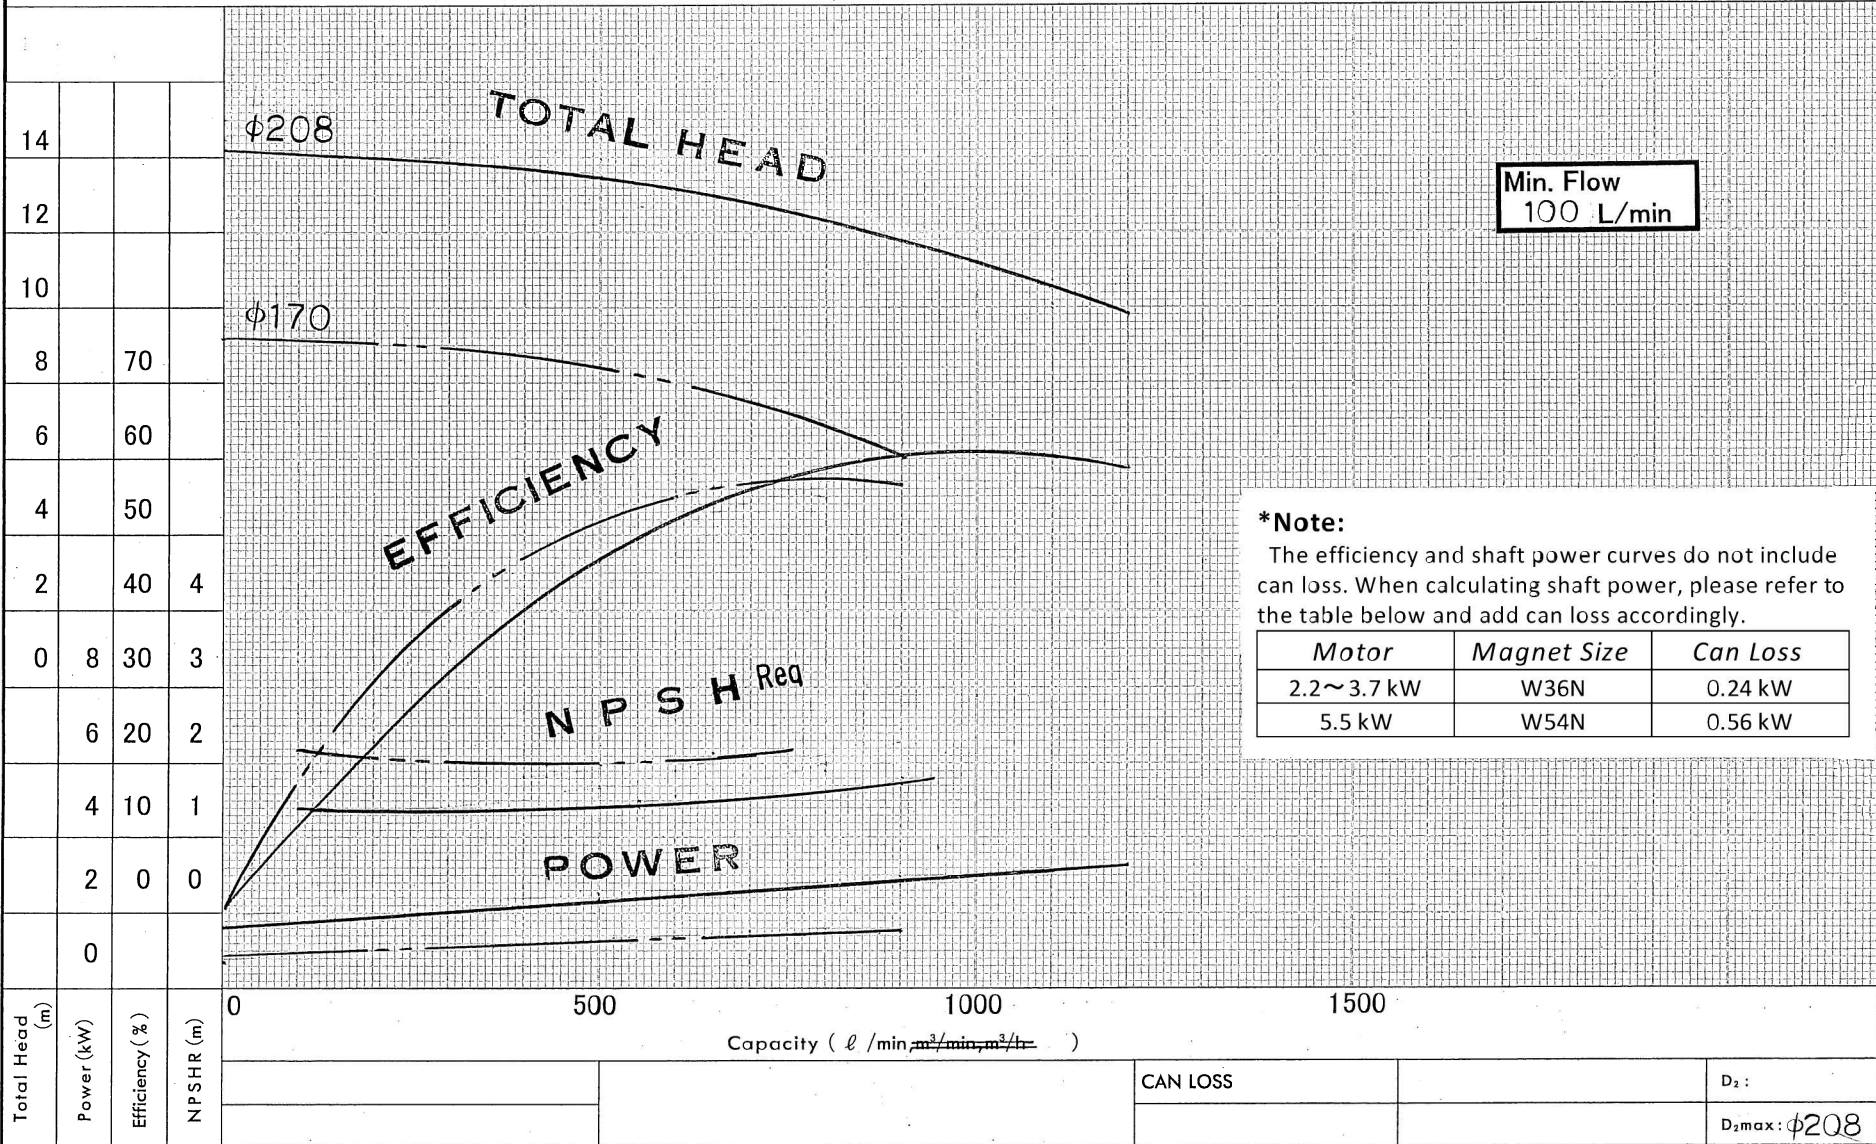 TOTAL HEAD
ϕ208
14
Min. Flow
100 L/min
12
10
ϕ170
8 70
6 60
EFFICIENCY
4 50
*Note:
The efficiency and shaft power curves do not include
can loss. When calculating shaft power, please refer to
the table below and add can loss accordingly.
2 40 4
0 8 30 3
Motor Magnet Size Can Loss
2.2~3.7 kW W36N 0.24 kW
5.5 kW W54N 0.56 kW
NPSH Req
6 20 2
4 10 1
POWER
2 0 0
0
0 500 1000 1500
Total Head (m)
Power (kW)
Efficiency (%)
NPSHR (m)
Capacity ( ℓ /min, m³/min, m³/h )
CAN LOSS
D₂ :
D₂max: ϕ208